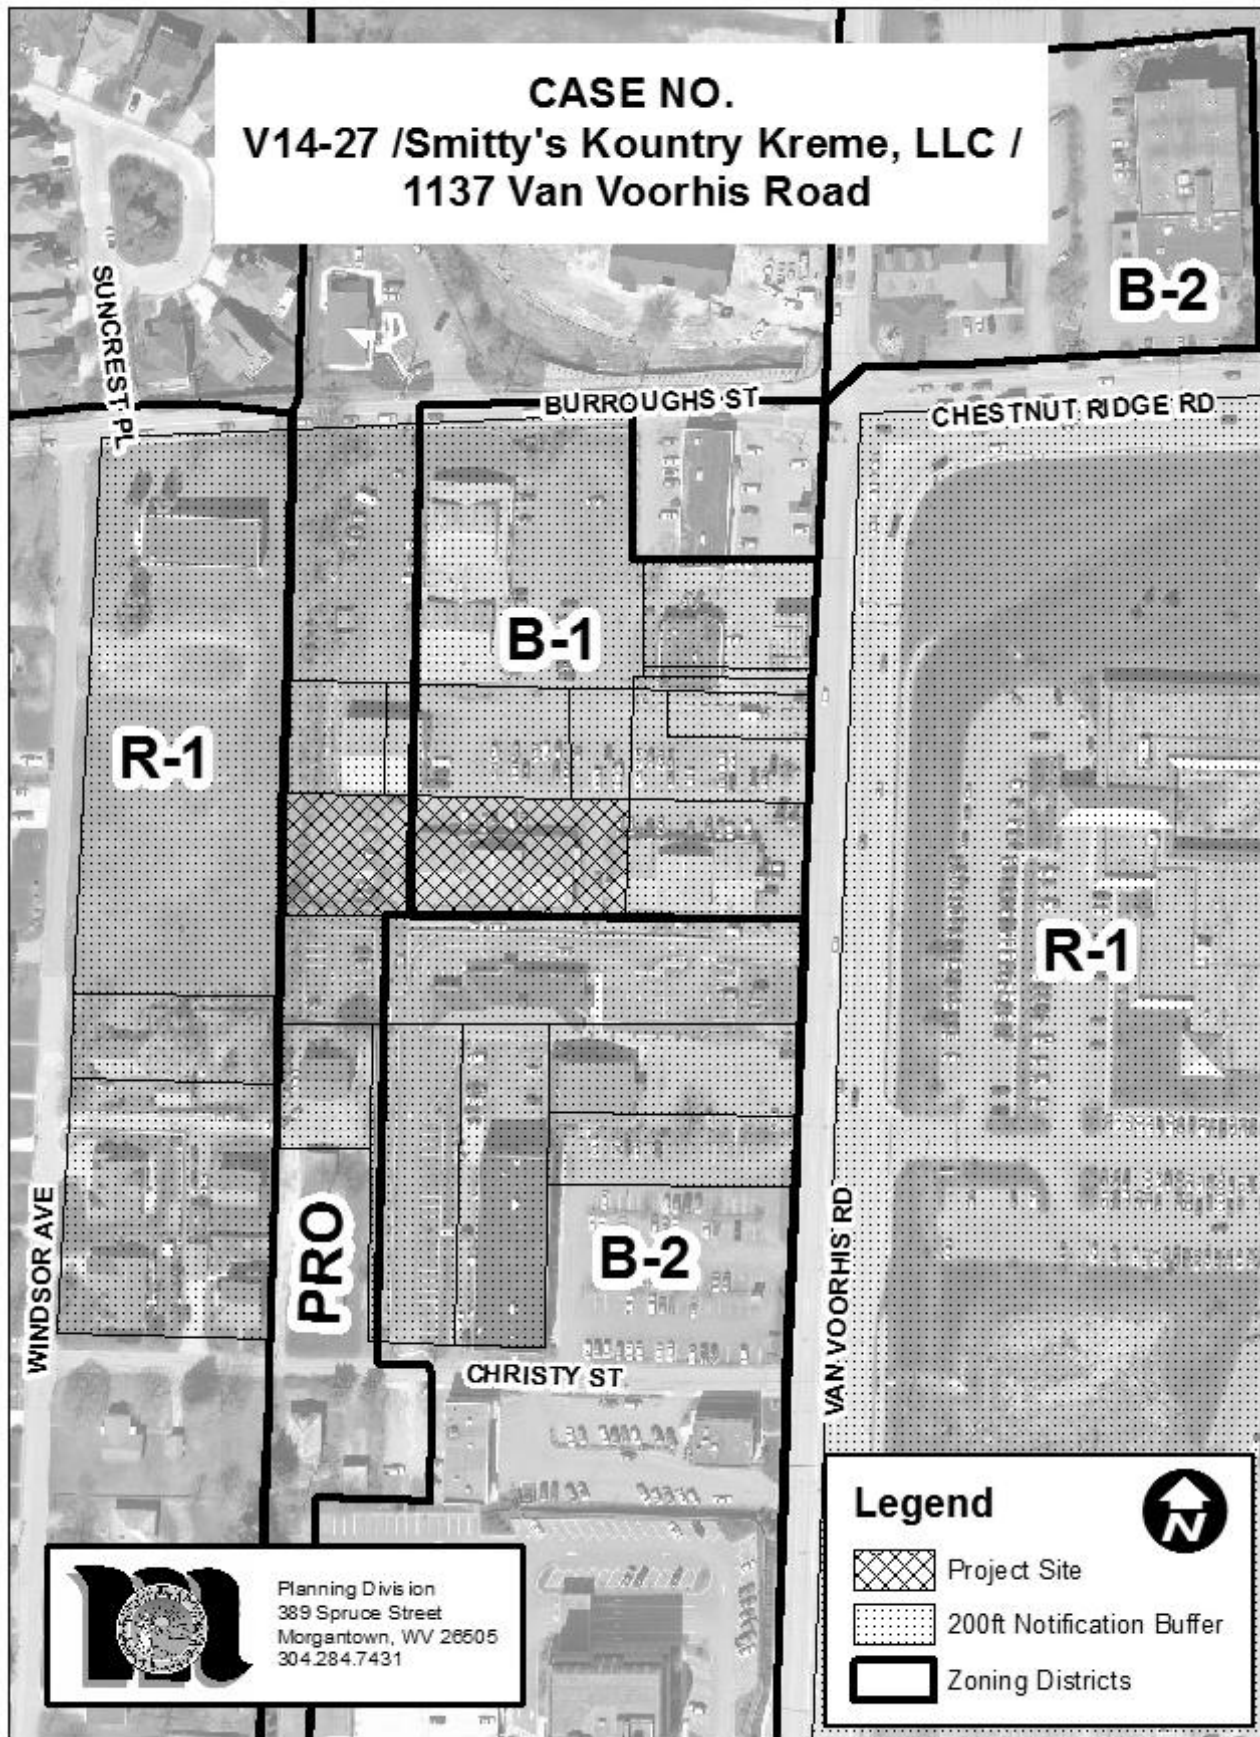 CASE NO.
V14-27 /Smitty's Kountry Kreme, LLC /
1137 Van Voorhis Road
B-2
SUNCREST PL
BURROUGHS ST
CHESTNUT RIDGE RD
B-1
R-1
R-1
WINDSOR AVE
PRO
B-2
VAN VOORHIS RD
CHRISTY ST
Legend
N
Project Site
200ft Notification Buffer
Zoning Districts
m
Planning Division
389 Spruce Street
Morgantown, WV 26505
304.284.7431